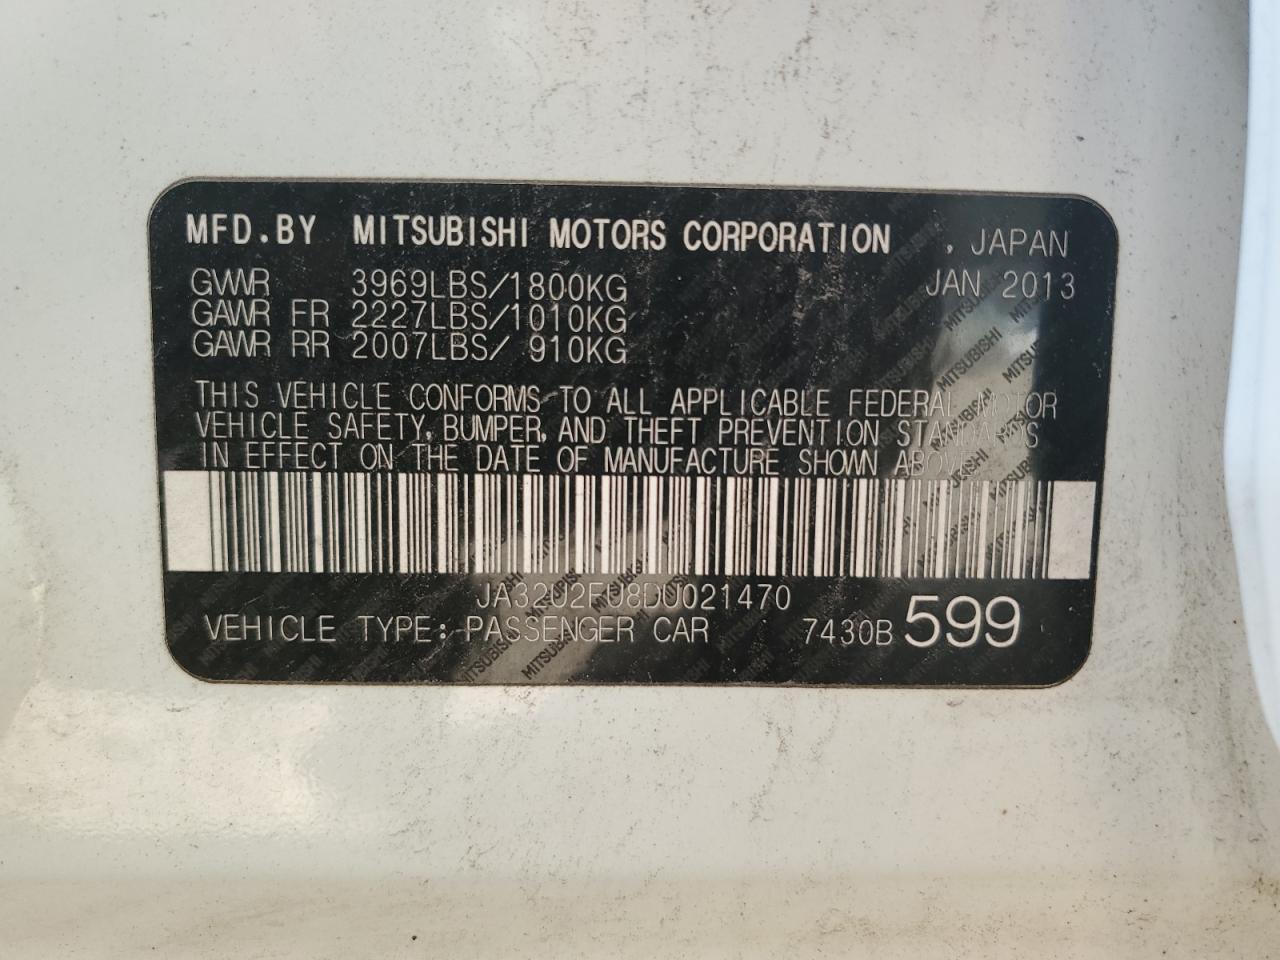 MFD.BY MITSUBISHI MOTORS CORPORATION , JAPAN
GVWR 3969LBS/1800KG JAN 2013
GAWR FR 2227LBS/1010KG
GAWR RR 2007LBS/ 910KG
THIS VEHICLE CONFORMS TO ALL APPLICABLE FEDERAL MOTOR
VEHICLE SAFETY, BUMPER, AND THEFT PREVENTION STANDARDS
IN EFFECT ON THE DATE OF MANUFACTURE SHOWN ABOVE.
JA32U2FU8DU021470
VEHICLE TYPE: PASSENGER CAR 7430B 599